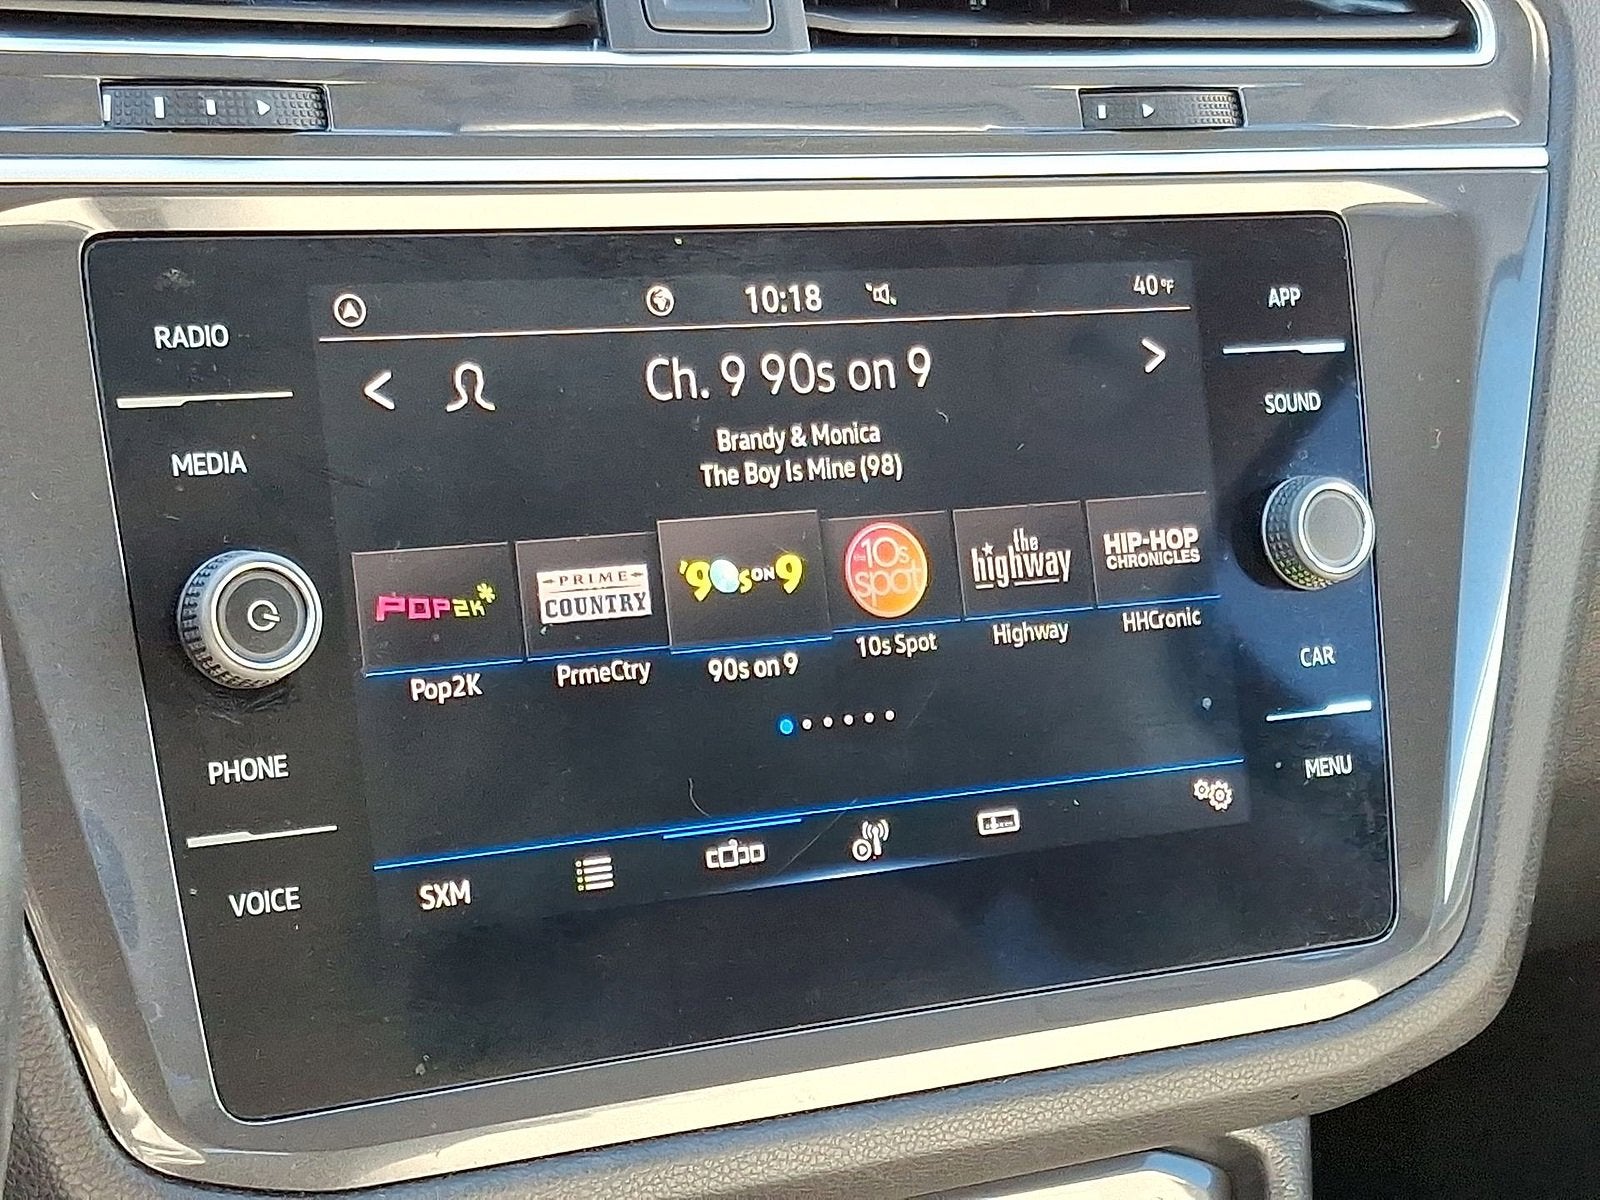 10:18
40 °F
RADIO
APP
Ch. 9 90s on 9
SOUND
MEDIA
Brandy & Monica
The Boy Is Mine (98)
POP2K*
PRIME
COUNTRY
'90s ON 9
the 10s
spot
the
highway
HIP-HOP
CHRONICLES
Pop2K
PrmeCtry
90s on 9
10s Spot
Highway
HHCronic
CAR
PHONE
MENU
VOICE
SXM